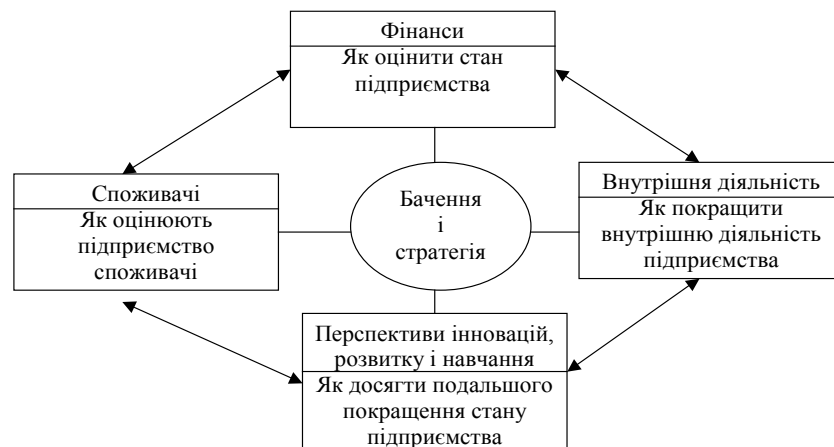 Фінанси
Як оцінити стан
підприємства
Споживачі
Як оцінюють
підприємство
споживачі
Бачення
і
стратегія
Внутрішня діяльність
Як покращити
внутрішню діяльність
підприємства
Перспективи інновацій,
розвитку і навчання
Як досягти подальшого
покращення стану
підприємства